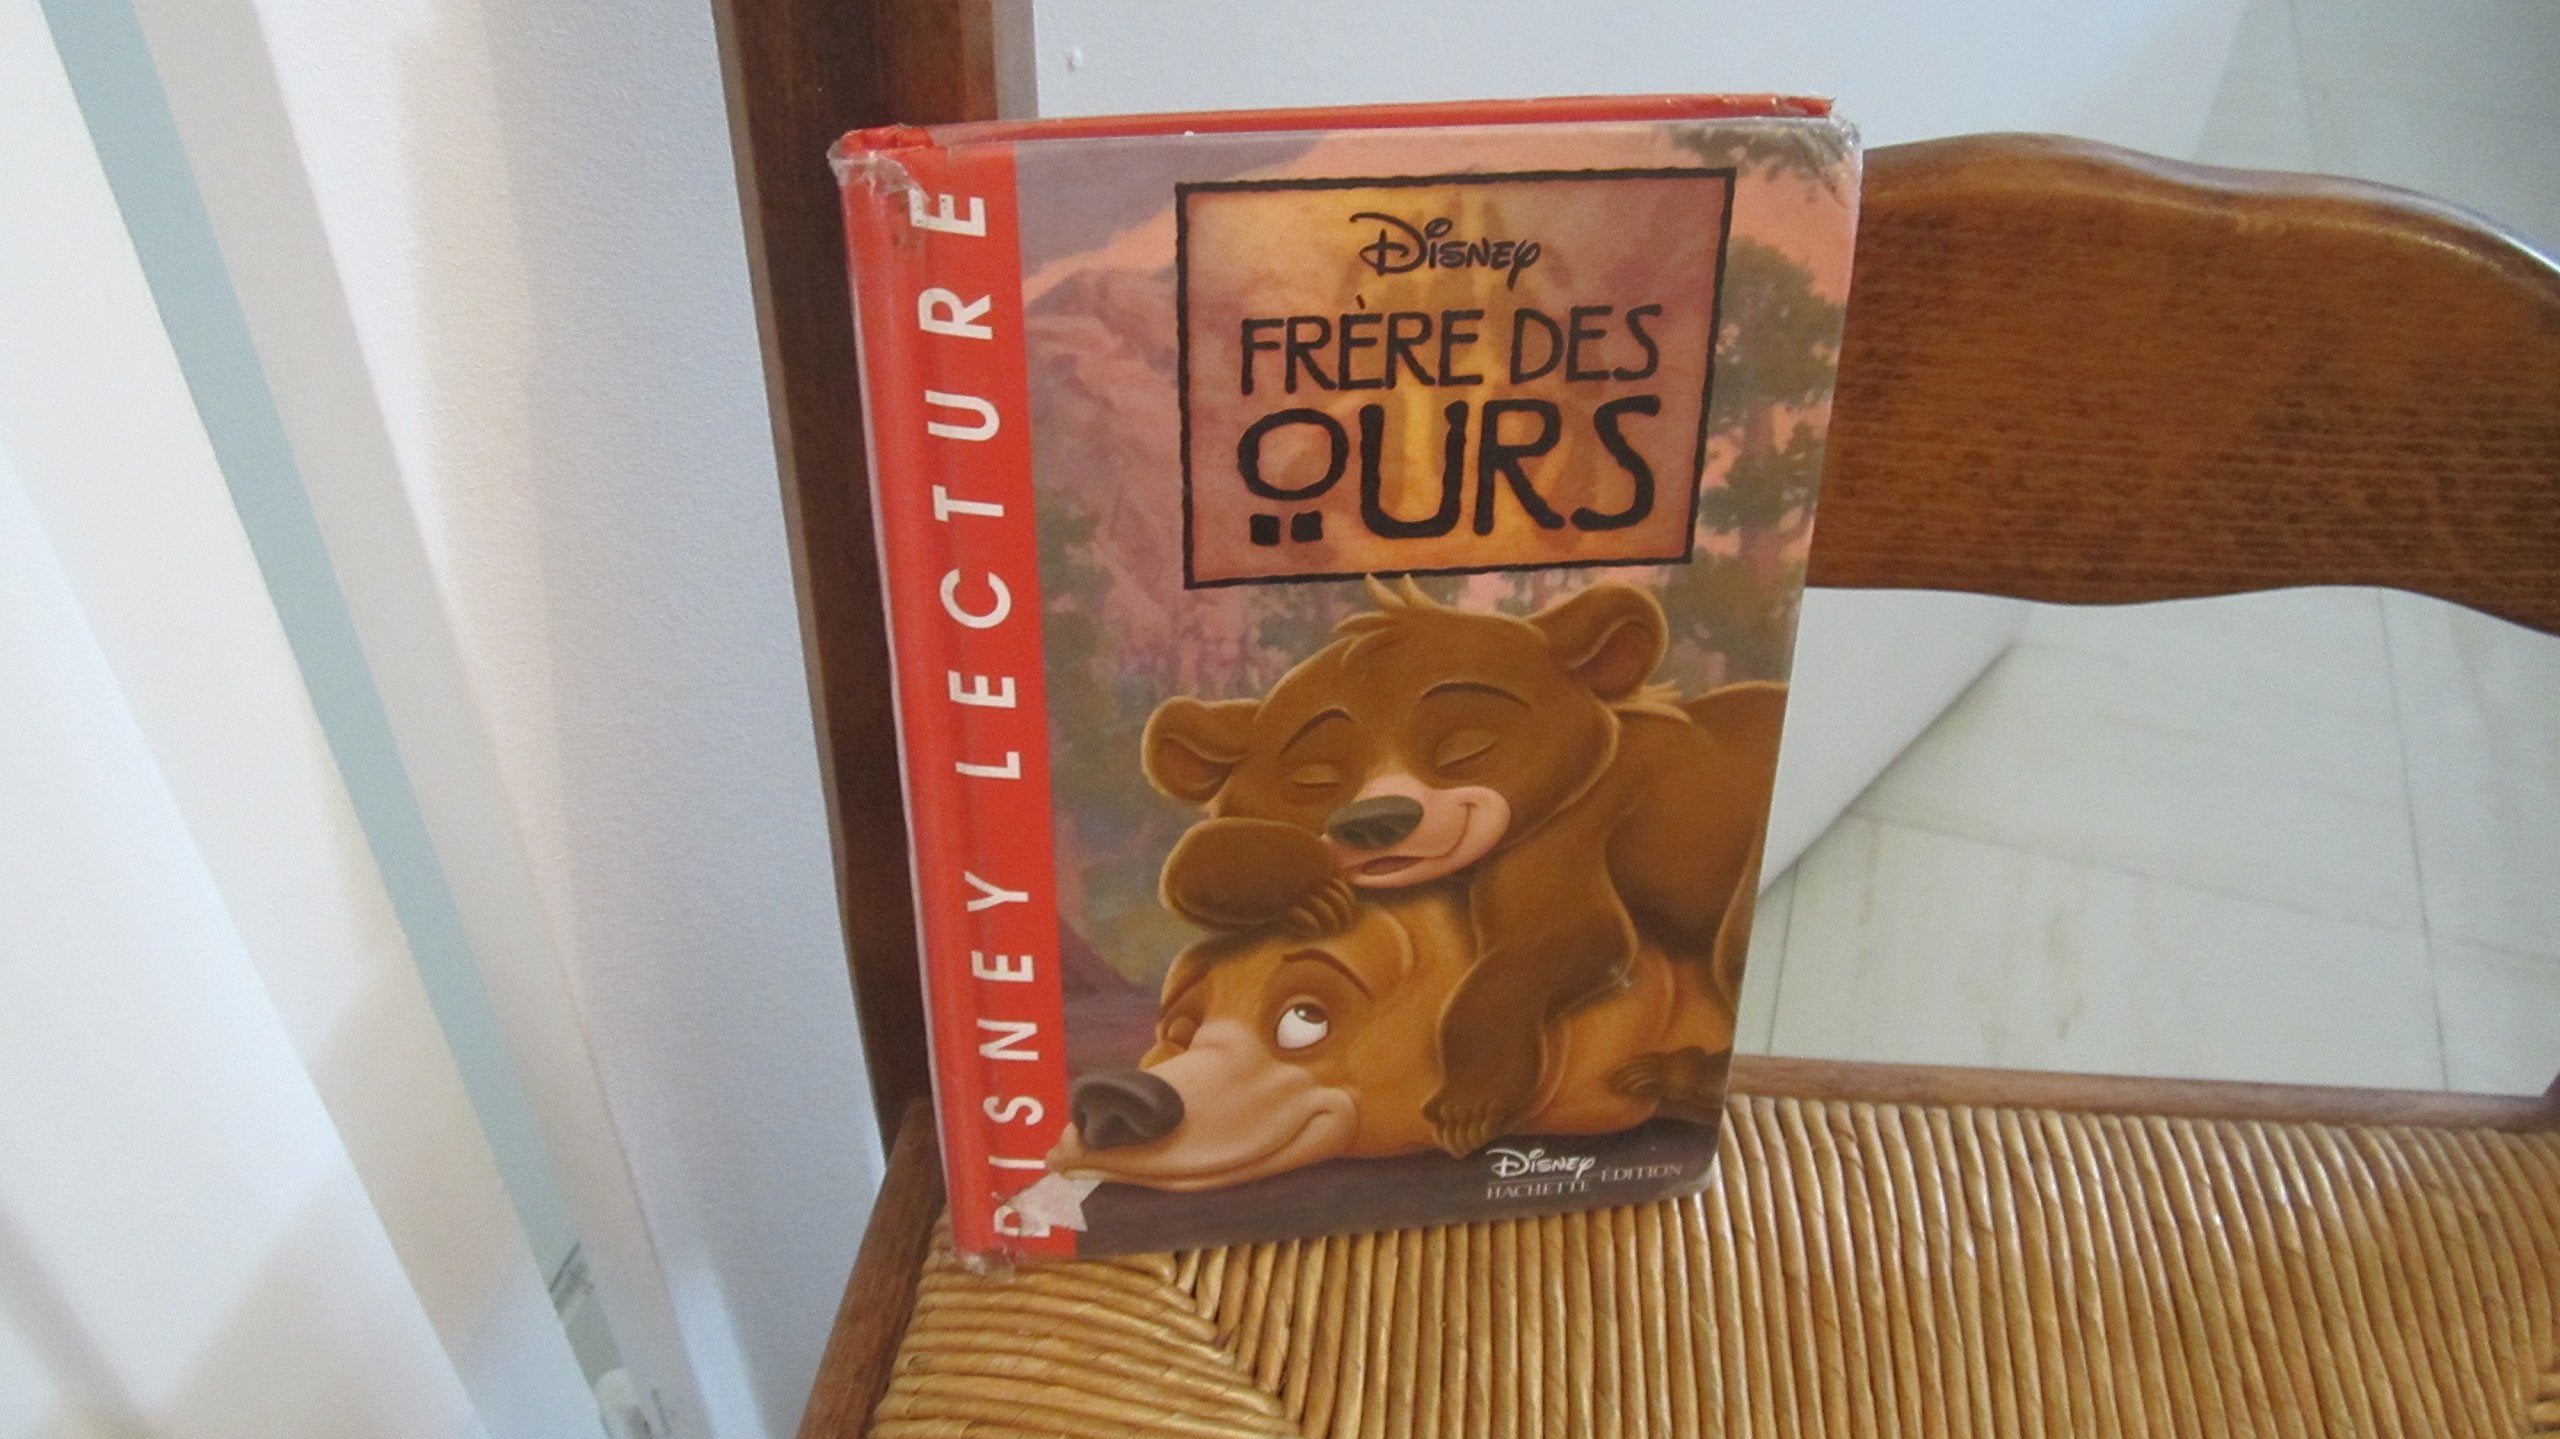 DISNEY LECTURE
DISNEY
FRÈRE DES
OURS
DISNEY
HACHETTE ÉDITION